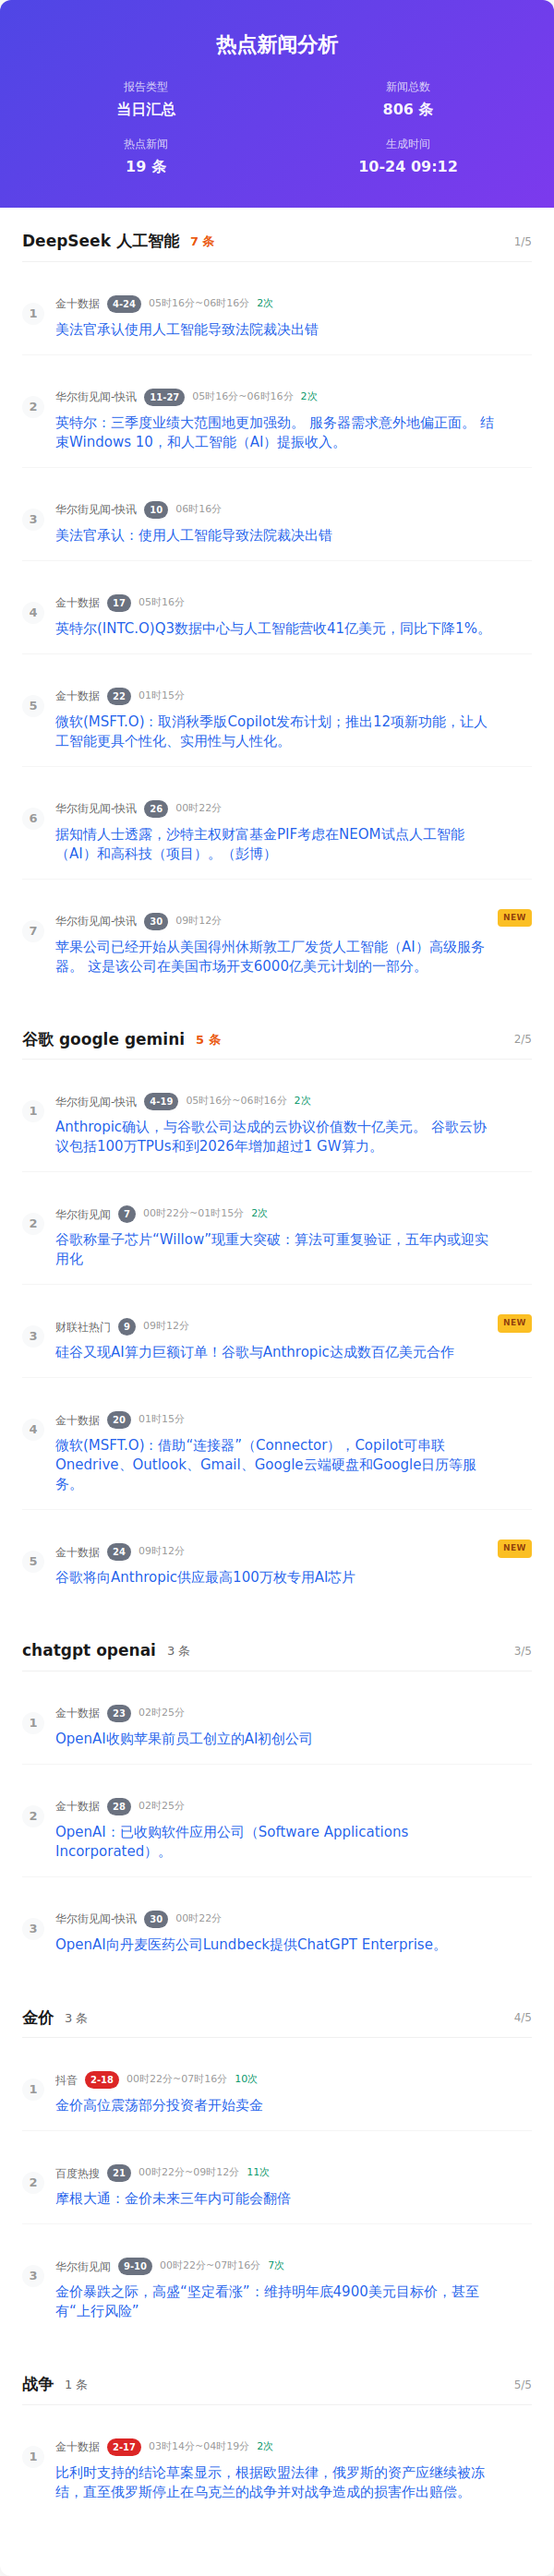 热点新闻分析
报告类型
新闻总数
当日汇总
806 条
热点新闻
生成时间
19 条
10-24 09:12
DeepSeek 人工智能 7 条 1/5
1
金十数据 4-24 05时16分~06时16分 2次
美法官承认使用人工智能导致法院裁决出错
2
华尔街见闻-快讯 11-27 05时16分~06时16分 2次
英特尔：三季度业绩大范围地更加强劲。 服务器需求意外地偏正面。 结
束Windows 10，和人工智能（AI）提振收入。
3
华尔街见闻-快讯 10 06时16分
美法官承认：使用人工智能导致法院裁决出错
4
金十数据 17 05时16分
英特尔(INTC.O)Q3数据中心与人工智能营收41亿美元，同比下降1%。
5
金十数据 22 01时15分
微软(MSFT.O)：取消秋季版Copilot发布计划；推出12项新功能，让人
工智能更具个性化、实用性与人性化。
6
华尔街见闻-快讯 26 00时22分
据知情人士透露，沙特主权财富基金PIF考虑在NEOM试点人工智能
（AI）和高科技（项目）。（彭博）
7
华尔街见闻-快讯 30 09时12分 NEW
苹果公司已经开始从美国得州休斯敦工厂发货人工智能（AI）高级服务
器。 这是该公司在美国市场开支6000亿美元计划的一部分。
谷歌 google gemini 5 条 2/5
1
华尔街见闻-快讯 4-19 05时16分~06时16分 2次
Anthropic确认，与谷歌公司达成的云协议价值数十亿美元。 谷歌云协
议包括100万TPUs和到2026年增加超过1 GW算力。
2
华尔街见闻 7 00时22分~01时15分 2次
谷歌称量子芯片“Willow”现重大突破：算法可重复验证，五年内或迎实
用化
3
财联社热门 9 09时12分 NEW
硅谷又现AI算力巨额订单！谷歌与Anthropic达成数百亿美元合作
4
金十数据 20 01时15分
微软(MSFT.O)：借助“连接器”（Connector），Copilot可串联
Onedrive、Outlook、Gmail、Google云端硬盘和Google日历等服
务。
5
金十数据 24 09时12分 NEW
谷歌将向Anthropic供应最高100万枚专用AI芯片
chatgpt openai 3 条 3/5
1
金十数据 23 02时25分
OpenAI收购苹果前员工创立的AI初创公司
2
金十数据 28 02时25分
OpenAI：已收购软件应用公司（Software Applications
Incorporated）。
3
华尔街见闻-快讯 30 00时22分
OpenAI向丹麦医药公司Lundbeck提供ChatGPT Enterprise。
金价 3 条 4/5
1
抖音 2-18 00时22分~07时16分 10次
金价高位震荡部分投资者开始卖金
2
百度热搜 21 00时22分~09时12分 11次
摩根大通：金价未来三年内可能会翻倍
3
华尔街见闻 9-10 00时22分~07时16分 7次
金价暴跌之际，高盛“坚定看涨”：维持明年底4900美元目标价，甚至
有“上行风险”
战争 1 条 5/5
1
金十数据 2-17 03时14分~04时19分 2次
比利时支持的结论草案显示，根据欧盟法律，俄罗斯的资产应继续被冻
结，直至俄罗斯停止在乌克兰的战争并对战争造成的损害作出赔偿。